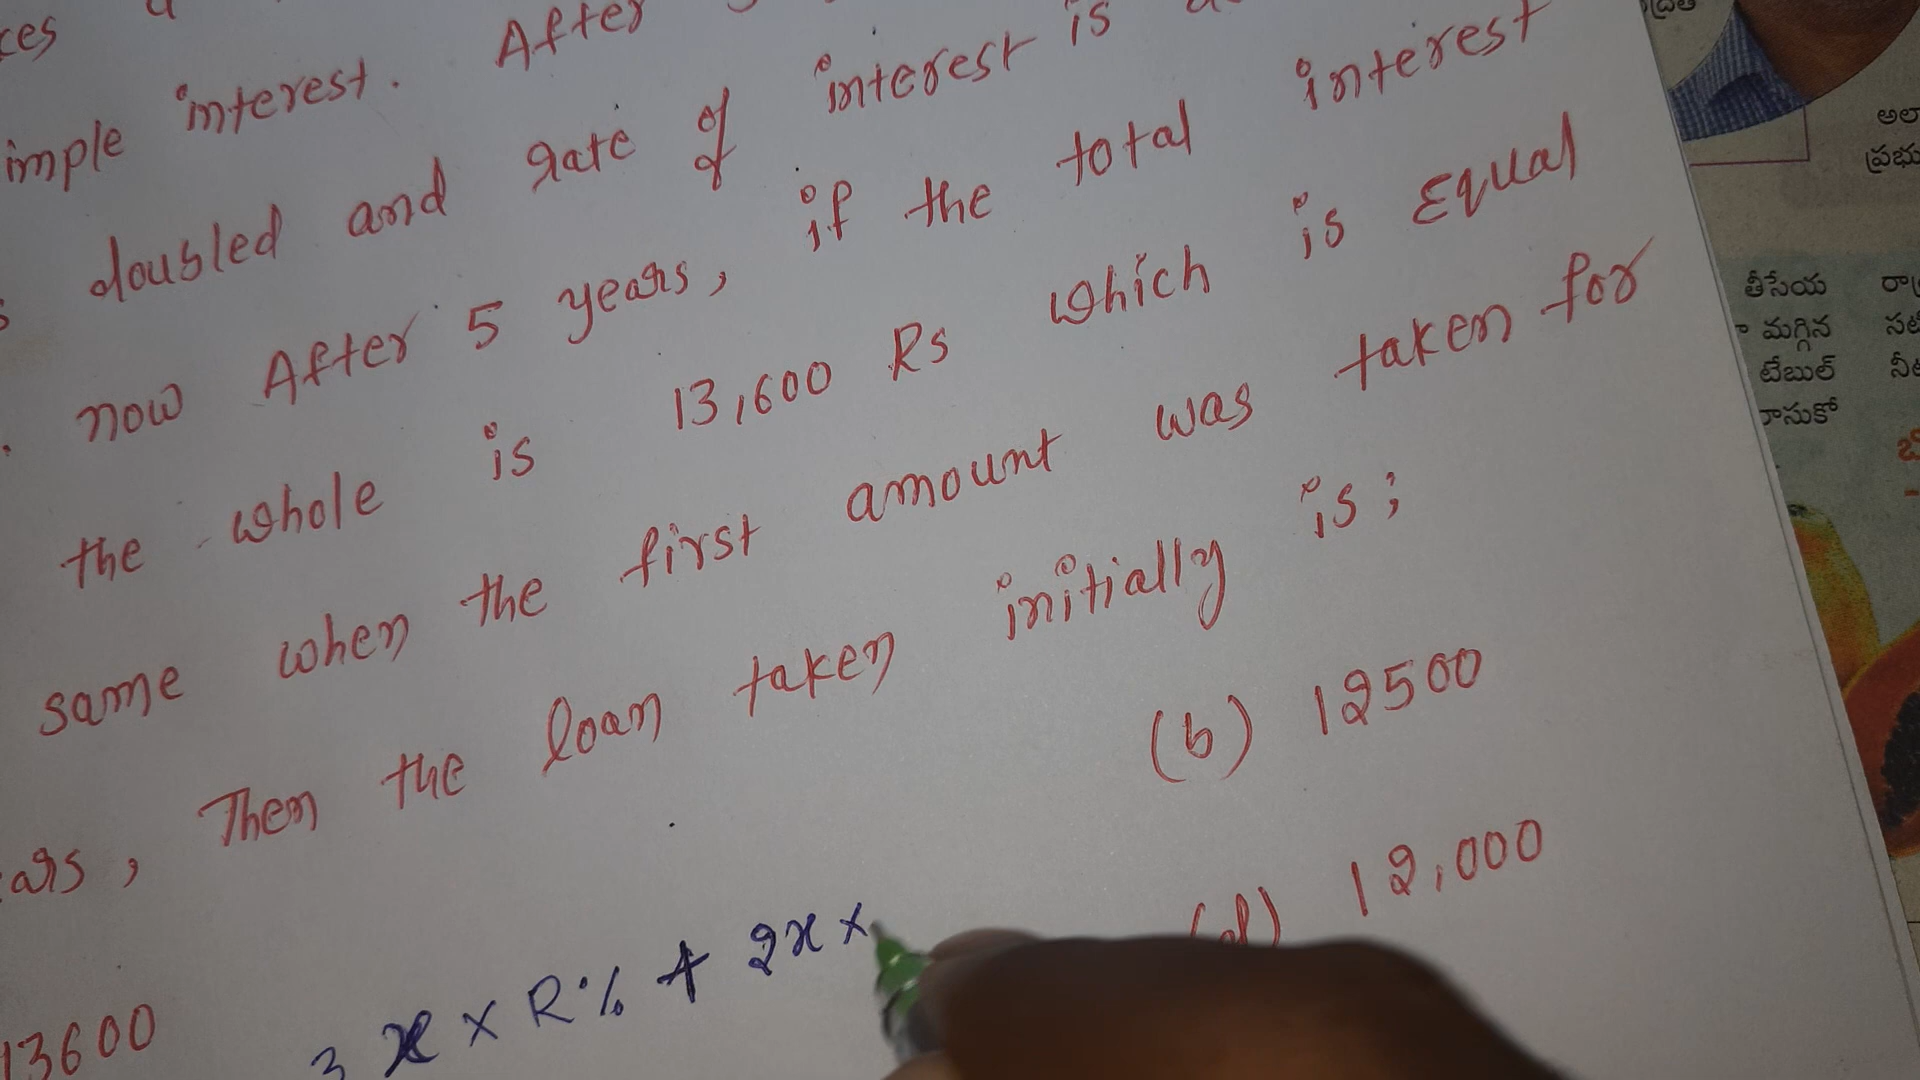 imple interest. After
doubled and rate of interest is
now After 5 years, if the total interest
the whole is 13,600 Rs which is Equal
same when the first amount was taken for
Then the loan taken initially is;
(b) 12500
(d) 12,000
13600
3 x × R% + 2x ×
అలా
ప్రభు
తీసేయ
మగ్గిన
టేబుల్
రాసుకో